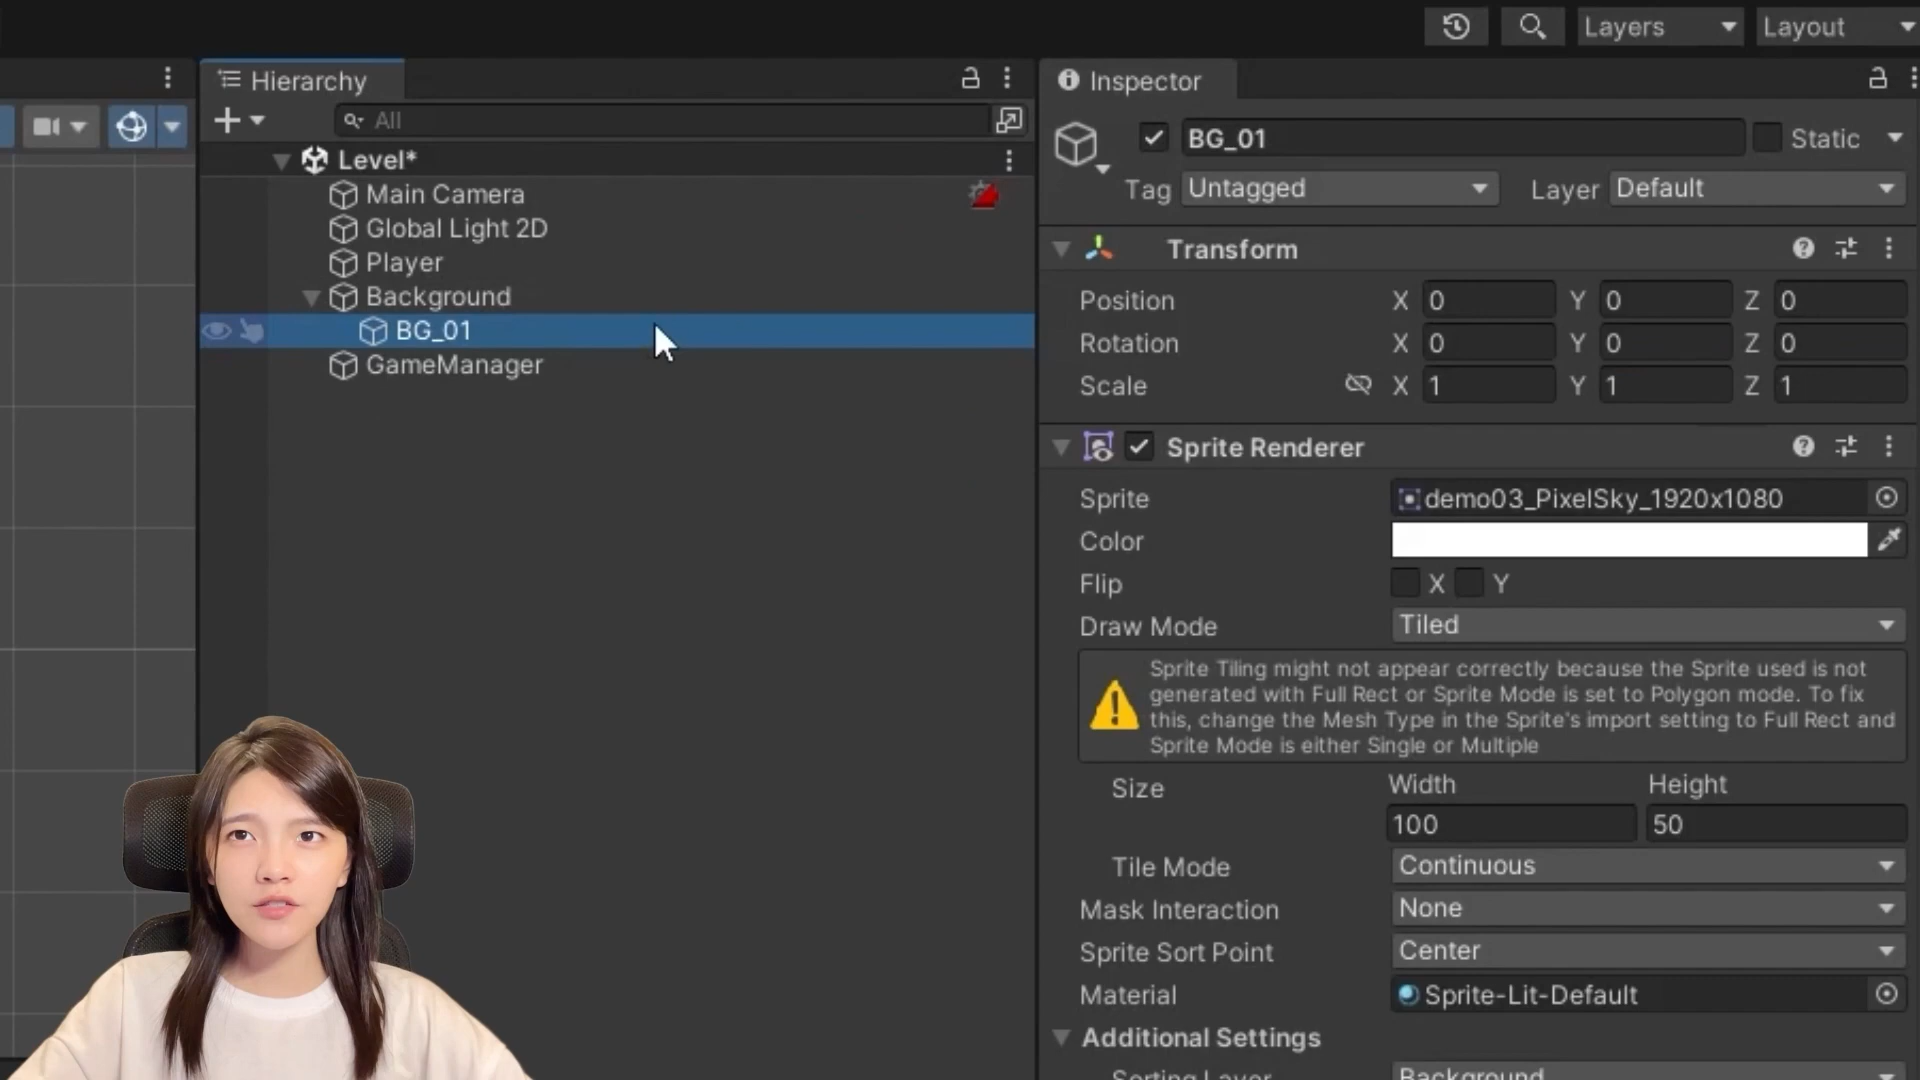 Layers
Layout
Hierarchy
All
Level*
Main Camera
Global Light 2D
Player
Background
BG_01
GameManager
Inspector
BG_01
Static
Tag Untagged
Layer Default
Transform
Position X 0 Y 0 Z 0
Rotation X 0 Y 0 Z 0
Scale X 1 Y 1 Z 1
Sprite Renderer
Sprite demo03_PixelSky_1920x1080
Color
Flip X Y
Draw Mode Tiled
Sprite Tiling might not appear correctly because the Sprite used is not
generated with Full Rect or Sprite Mode is set to Polygon mode. To fix
this, change the Mesh Type in the Sprite's import setting to Full Rect and
Sprite Mode is either Single or Multiple
Size Width Height
100 50
Tile Mode Continuous
Mask Interaction None
Sprite Sort Point Center
Material Sprite-Lit-Default
Additional Settings
Sorting Layer Background